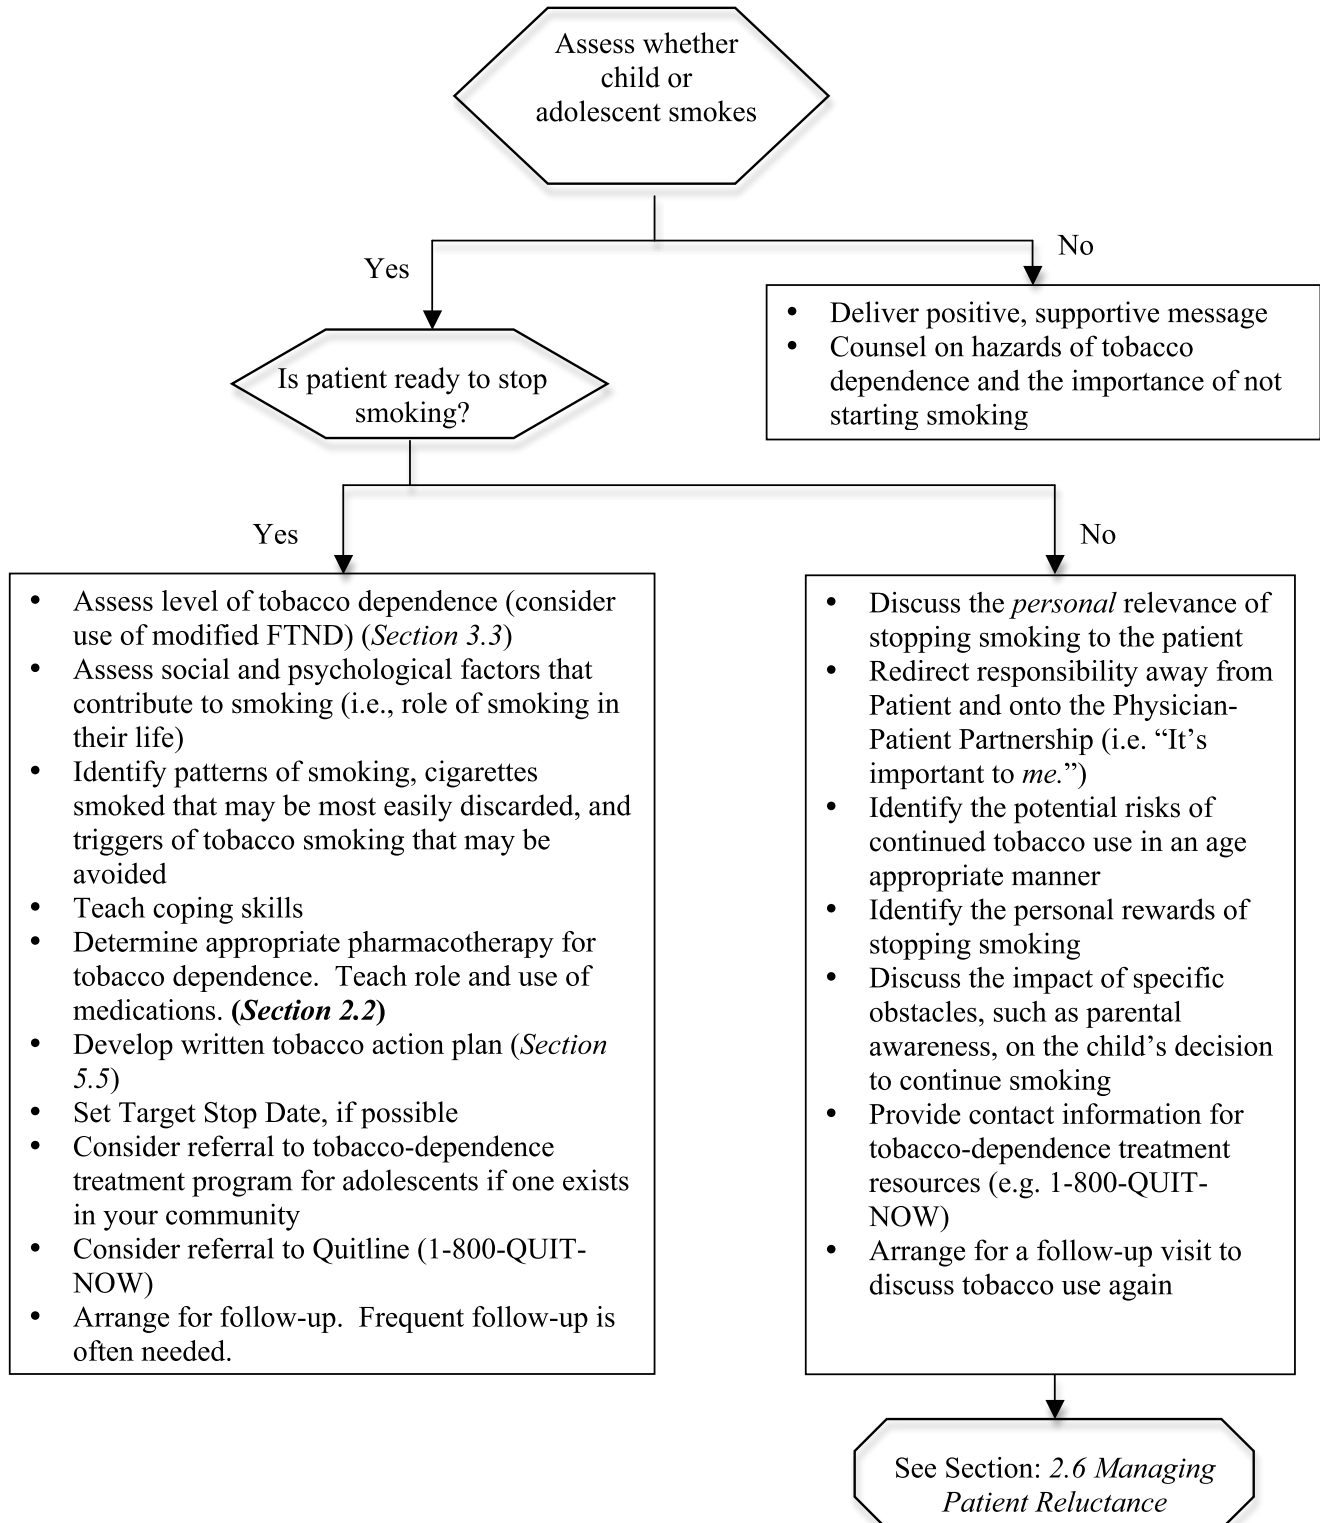 Assess whether
child or
adolescent smokes
Yes
No
• Deliver positive, supportive message
• Counsel on hazards of tobacco
dependence and the importance of not
starting smoking
Is patient ready to stop
smoking?
Yes
No
• Assess level of tobacco dependence (consider
use of modified FTND) (Section 3.3)
• Assess social and psychological factors that
contribute to smoking (i.e., role of smoking in
their life)
• Identify patterns of smoking, cigarettes
smoked that may be most easily discarded, and
triggers of tobacco smoking that may be
avoided
• Teach coping skills
• Determine appropriate pharmacotherapy for
tobacco dependence.  Teach role and use of
medications. (Section 2.2)
• Develop written tobacco action plan (Section
5.5)
• Set Target Stop Date, if possible
• Consider referral to tobacco-dependence
treatment program for adolescents if one exists
in your community
• Consider referral to Quitline (1-800-QUIT-
NOW)
• Arrange for follow-up.  Frequent follow-up is
often needed.
• Discuss the personal relevance of
stopping smoking to the patient
• Redirect responsibility away from
Patient and onto the Physician-
Patient Partnership (i.e. “It’s
important to me.”)
• Identify the potential risks of
continued tobacco use in an age
appropriate manner
• Identify the personal rewards of
stopping smoking
• Discuss the impact of specific
obstacles, such as parental
awareness, on the child’s decision
to continue smoking
• Provide contact information for
tobacco-dependence treatment
resources (e.g. 1-800-QUIT-
NOW)
• Arrange for a follow-up visit to
discuss tobacco use again
See Section: 2.6 Managing
Patient Reluctance